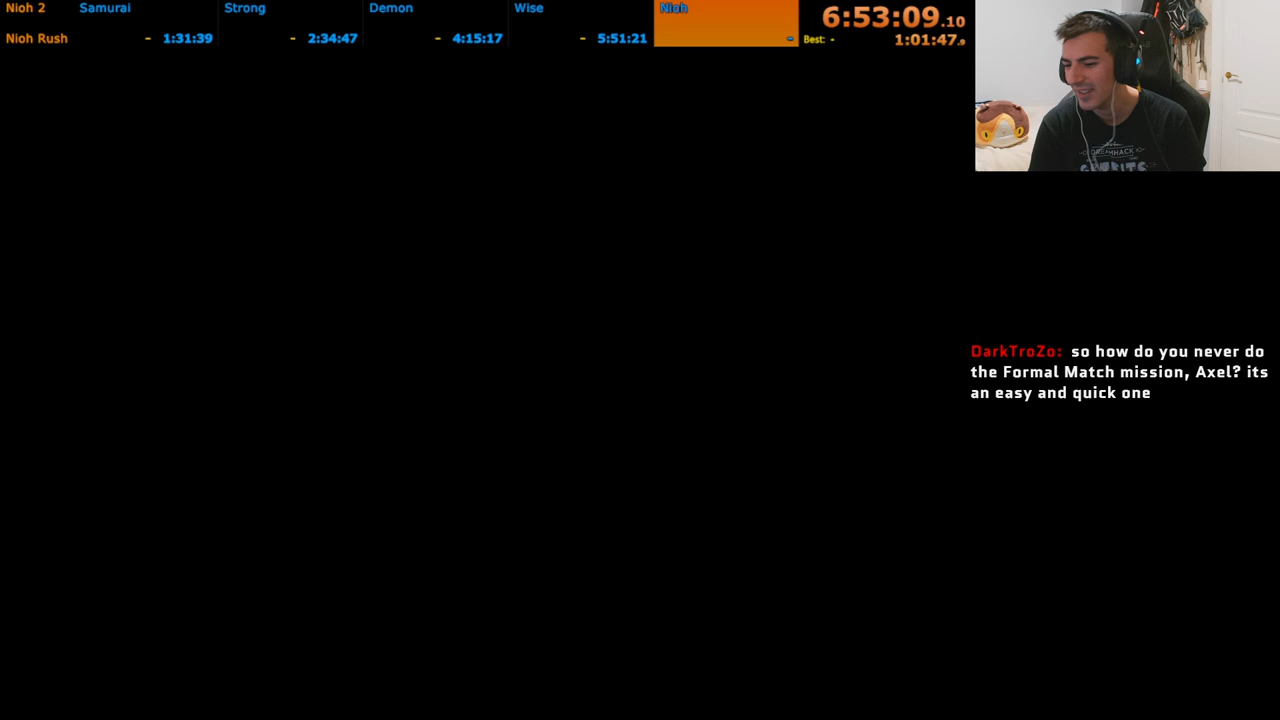 Nioh 2 Samurai Strong Demon Wise Nioh
Nioh Rush - 1:31:39 - 2:34:47 - 4:15:17 - 5:51:21 -
6:53:09.10
Best: - 1:01:47.9
DREAMHACK
DarkTroZo: so how do you never do
the Formal Match mission, Axel? its
an easy and quick one